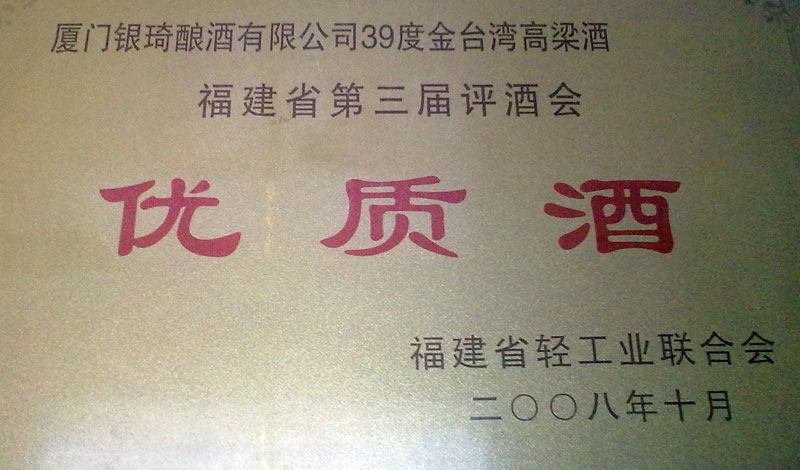 厦门银琦酿酒有限公司39度金台湾高梁酒
福建省第三届评酒会
优质酒
福建省轻工业联合会
二〇〇八年十月